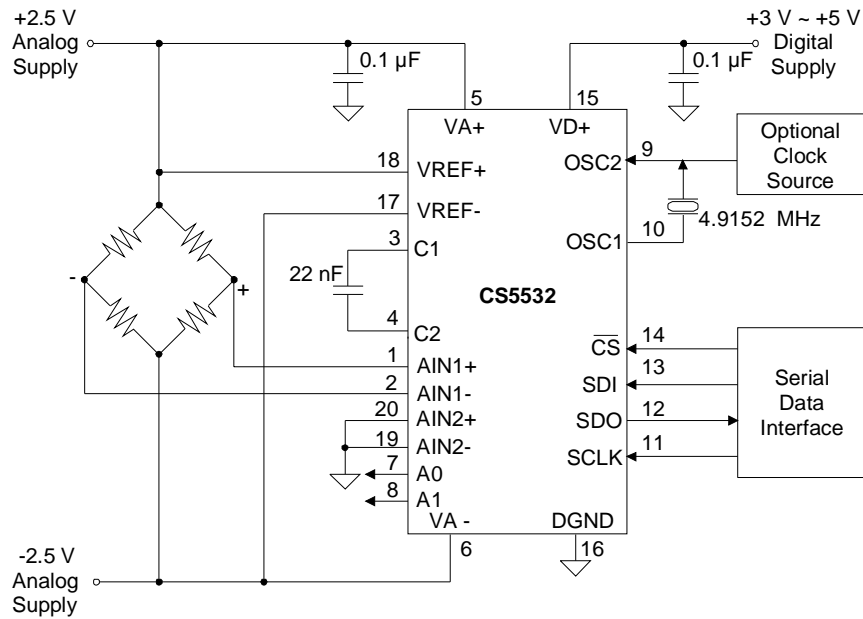 +2.5 V
Analog
Supply
0.1 µF
+3 V ~ +5 V
Digital
Supply
0.1 µF
5
15
VA+
VD+
18
VREF+
17
VREF-
3
C1
22 nF
4
C2
1
AIN1+
2
AIN1-
20
AIN2+
19
AIN2-
7
A0
8
A1
-
+
CS5532
OSC2
9
Optional
Clock
Source
10
OSC1
4.9152 MHz
CS
14
SDI
13
SDO
12
SCLK
11
Serial
Data
Interface
VA -
6
DGND
16
-2.5 V
Analog
Supply